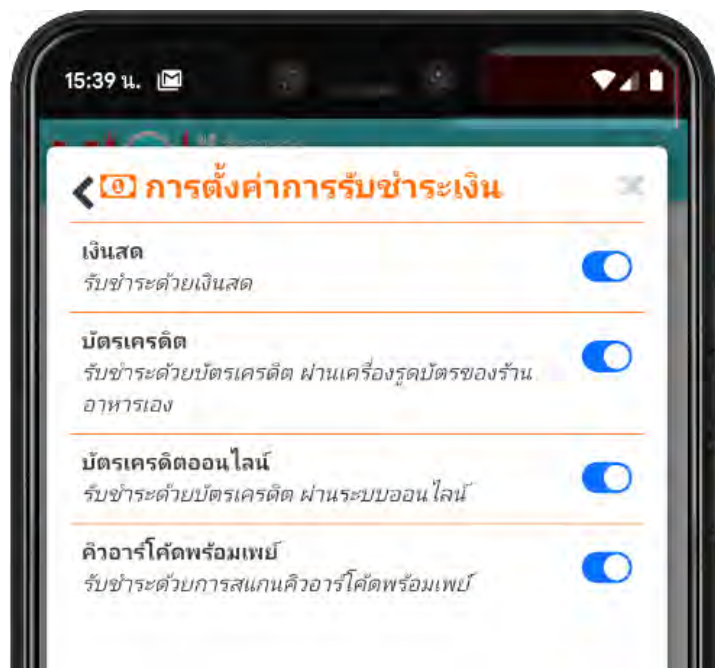 15:39 น.
การตั้งค่าการรับชำระเงิน
เงินสด
รับชำระด้วยเงินสด
บัตรเครดิต
รับชำระด้วยบัตรเครดิต ผ่านเครื่องรูดบัตรของร้าน
อาหารเอง
บัตรเครดิตออนไลน์
รับชำระด้วยบัตรเครดิต ผ่านระบบออนไลน์
คิวอาร์โค้ดพร้อมเพย์
รับชำระด้วยการสแกนคิวอาร์โค้ดพร้อมเพย์